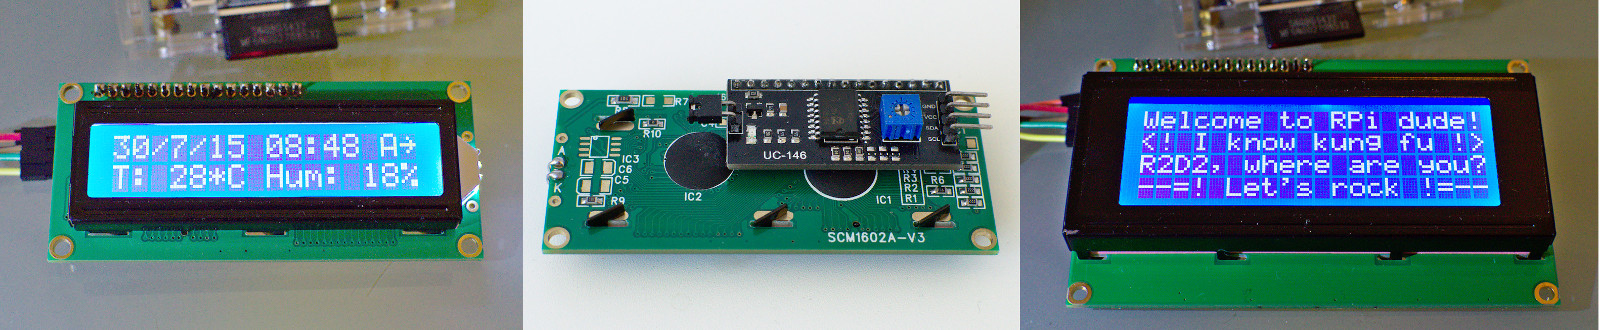 30/7/15 08:48 A→
T: 28*C Hum: 18%
R7
R10
GND
VCC
SDA
SCL
UC-146
A
K
IC3
C6
C5
R9
IC2
IC1
R3
R2
R1
R6
SCM1602A-V3
Welcome to RPi dude!
<! I know kung fu !>
R2D2, where are you?
--=! Let's rock !=--